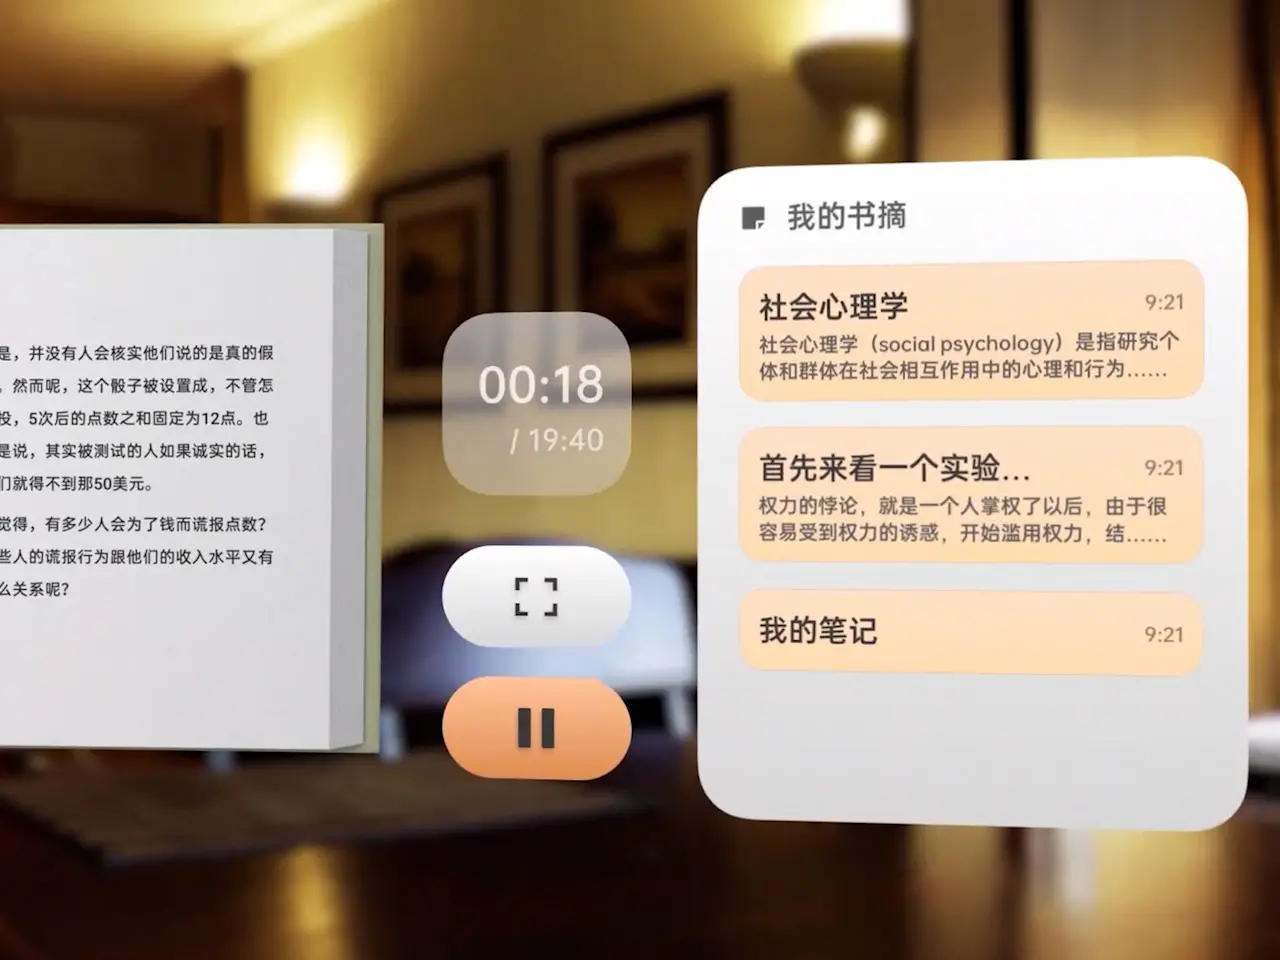 是，并没有人会核实他们说的是真的假
。然而呢，这个骰子被设置成，不管怎
投，5次后的点数之和固定为12点。也
是说，其实被测试的人如果诚实的话，
们就得不到那50美元。
觉得，有多少人会为了钱而谎报点数？
些人的谎报行为跟他们的收入水平又有
么关系呢？
00:18
/ 19:40
我的书摘
社会心理学 9:21
社会心理学（social psychology）是指研究个
体和群体在社会相互作用中的心理和行为……
首先来看一个实验... 9:21
权力的悖论，就是一个人掌权了以后，由于很
容易受到权力的诱惑，开始滥用权力，结……
我的笔记 9:21